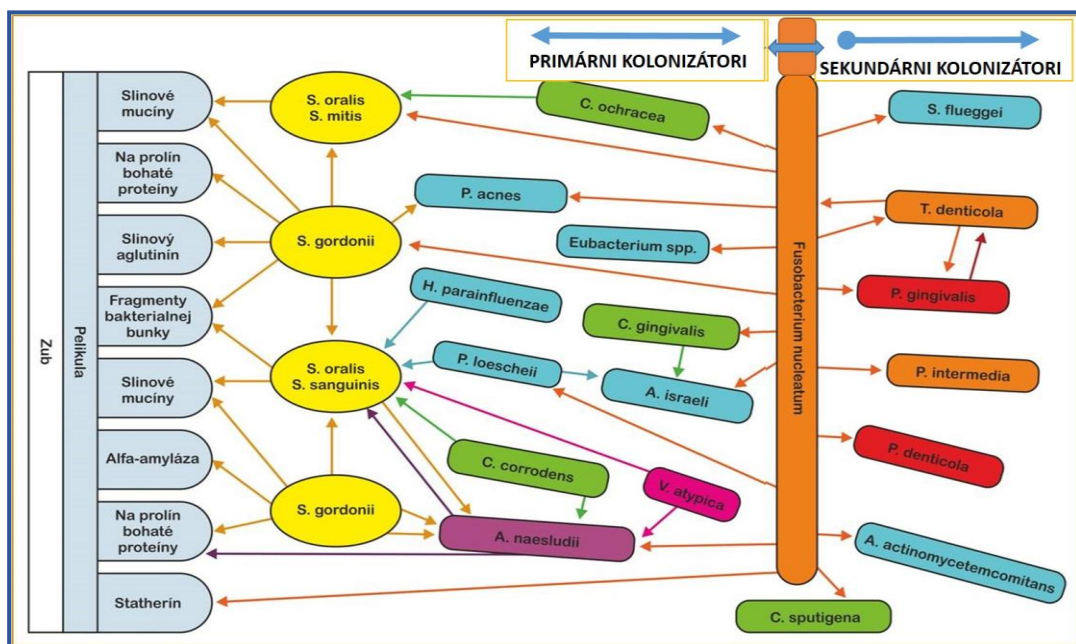 PRIMÁRNI KOLONIZÁTORI
SEKUNDÁRNI KOLONIZÁTORI
Zub
Pelikula
Slinové
mucíny
Na prolín
bohaté
proteíny
Slinový
aglutinín
Fragmenty
bakterialnej
bunky
Slinové
mucíny
Alfa-amyláza
Na prolín
bohaté
proteíny
Statherín
S. oralis
S. mitis
S. gordonii
S. oralis
S. sanguinis
S. gordonii
C. ochracea
P. acnes
Eubacterium spp.
H. parainfluenzae
C. gingivalis
P. loescheii
A. israeli
C. corrodens
V. atypica
A. naesludii
Fusobacterium nucleatum
S. flueggei
T. denticola
P. gingivalis
P. intermedia
P. denticola
A. actinomycetemcomitans
C. sputigena